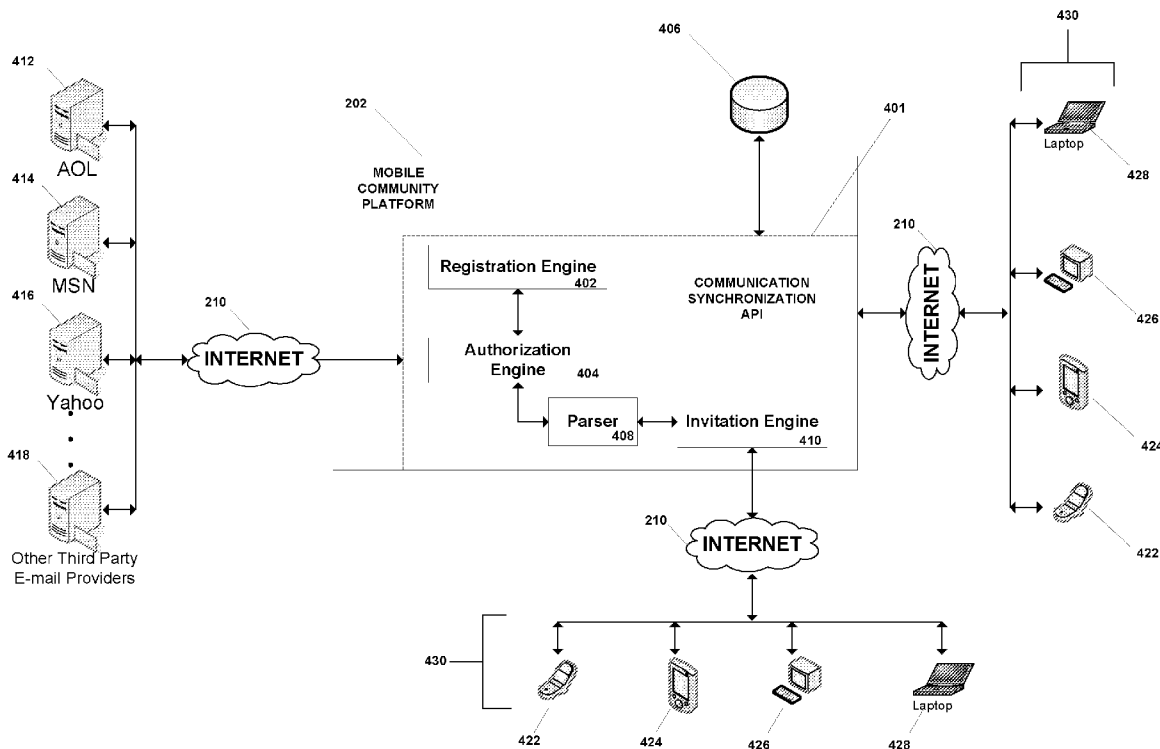 412
AOL
414
MSN
416
Yahoo
418
Other Third Party
E-mail Providers
210
INTERNET
202
MOBILE
COMMUNITY
PLATFORM
406
401
Registration Engine
402
COMMUNICATION
SYNCHRONIZATION
API
Authorization
Engine
404
Parser
408
Invitation Engine
410
210
INTERNET
430
Laptop
428
426
424
422
210
INTERNET
430
422
424
426
Laptop
428